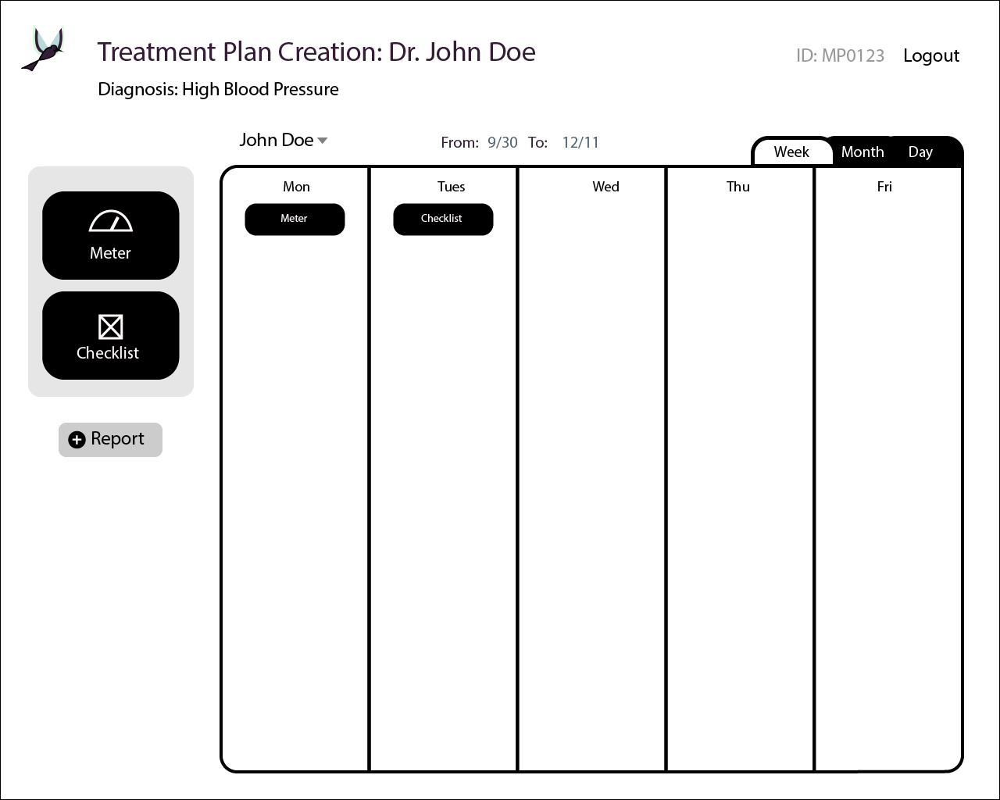 Treatment Plan Creation: Dr. John Doe
ID: MP0123 Logout
Diagnosis: High Blood Pressure
John Doe
From: 9/30 To: 12/11
Week Month Day
Mon Tues Wed Thu Fri
Meter Checklist
Meter
Checklist
Report